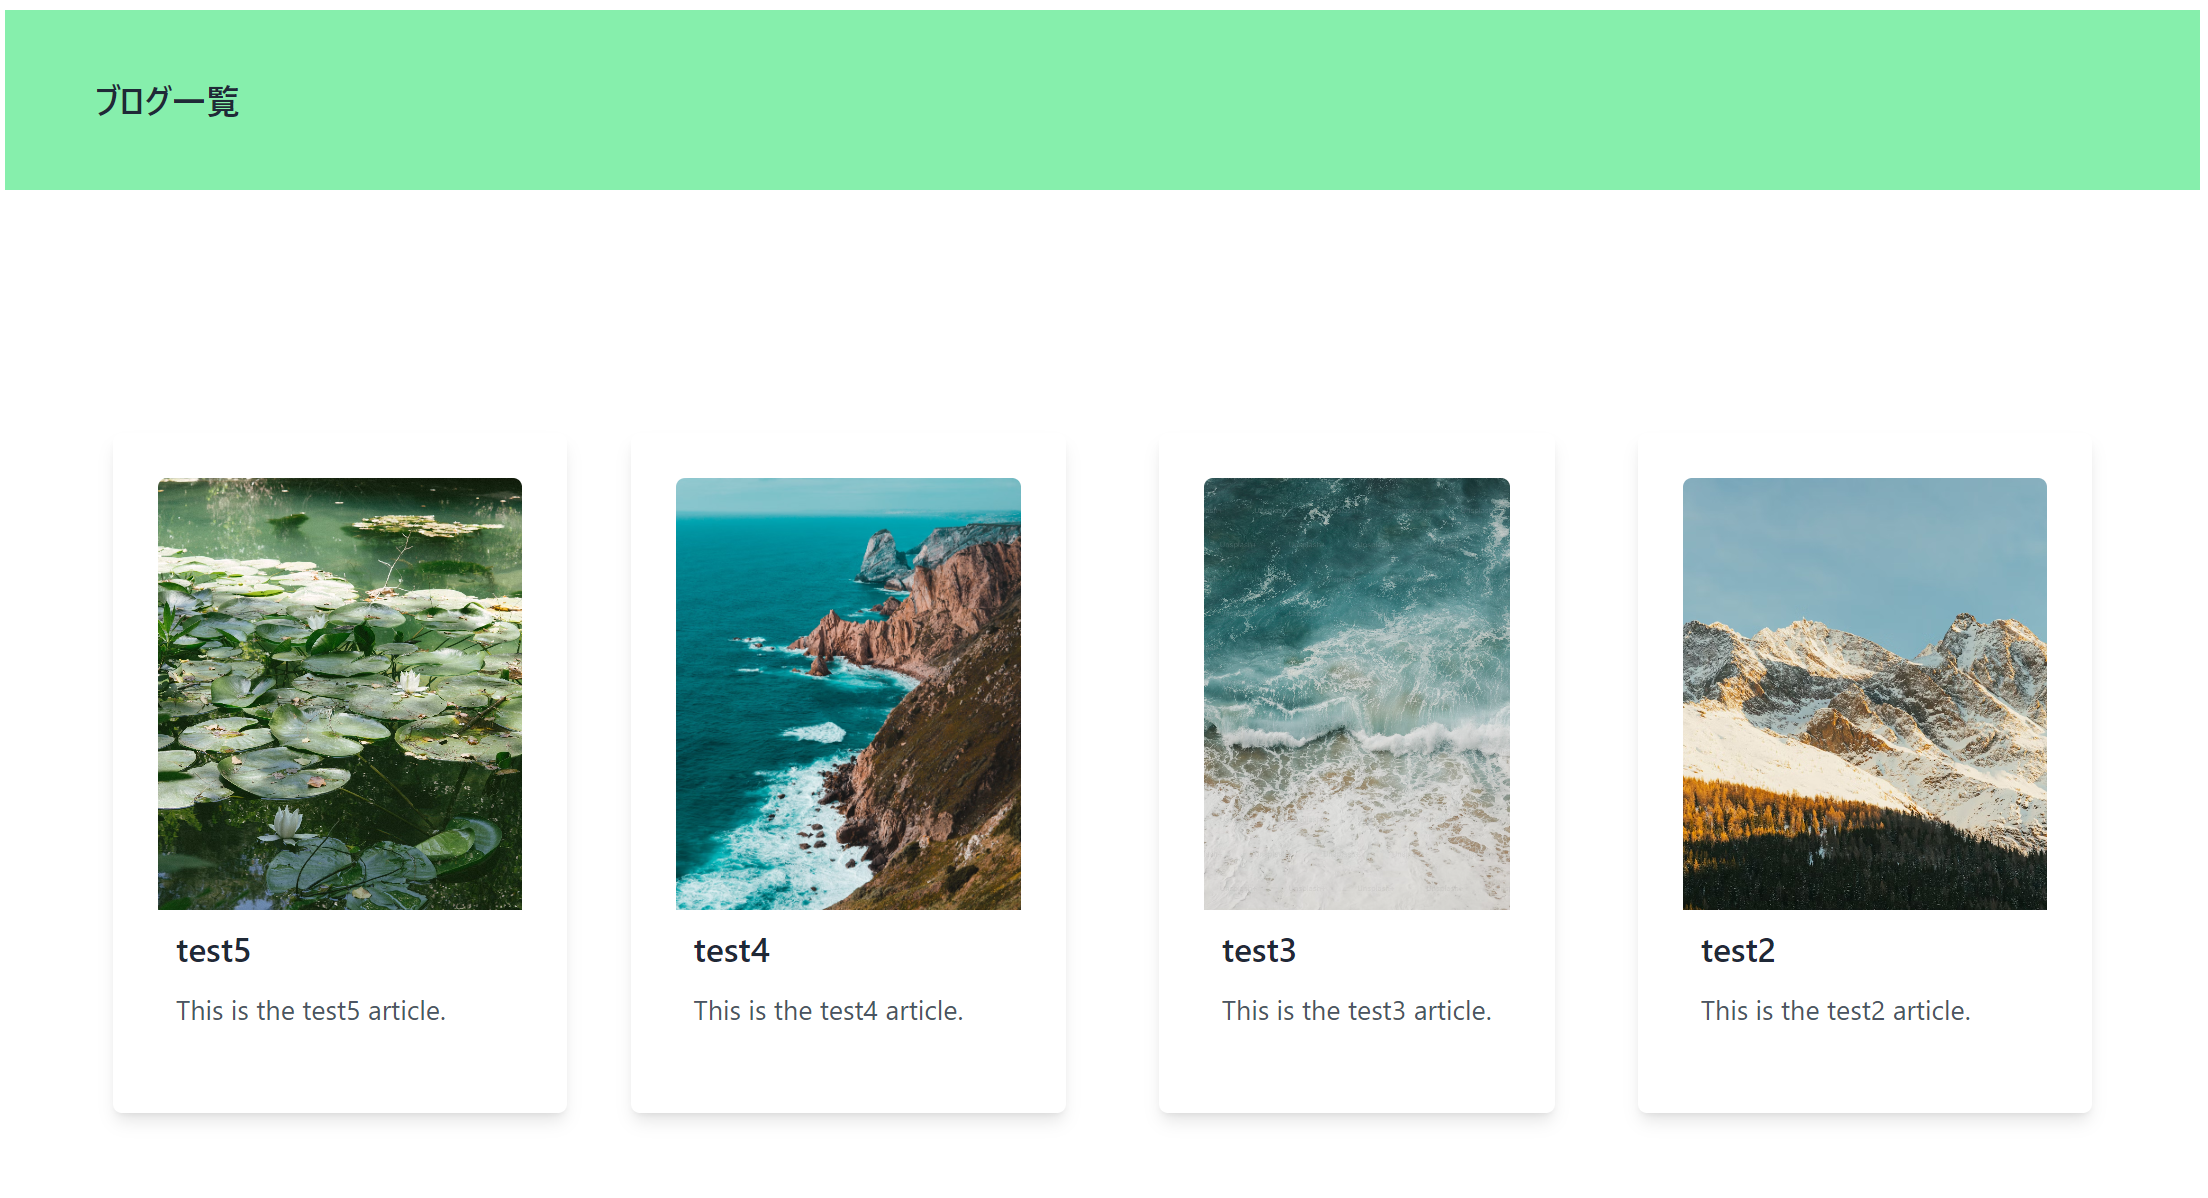 ブログ一覧
test5
This is the test5 article.
test4
This is the test4 article.
test3
This is the test3 article.
test2
This is the test2 article.